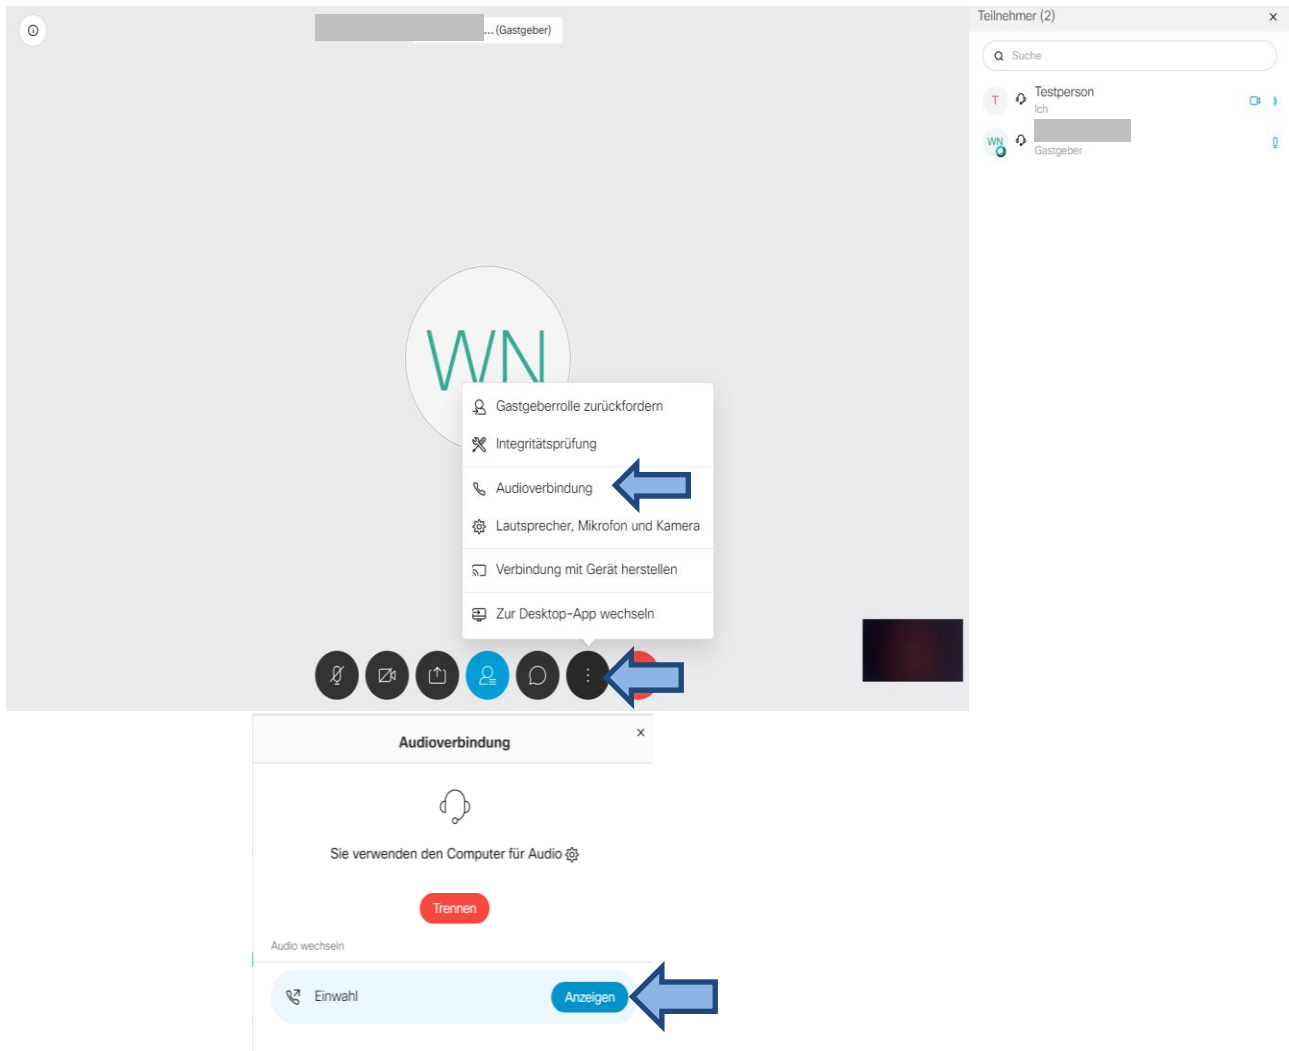 ... (Gastgeber)
Teilnehmer (2)
x
Suche
T
Testperson
Ich
WN
Gastgeber
WN
Gastgeberrolle zurückfordern
Integritätsprüfung
Audioverbindung
Lautsprecher, Mikrofon und Kamera
Verbindung mit Gerät herstellen
Zur Desktop-App wechseln
Audioverbindung
x
Sie verwenden den Computer für Audio
Trennen
Audio wechseln
Einwahl
Anzeigen